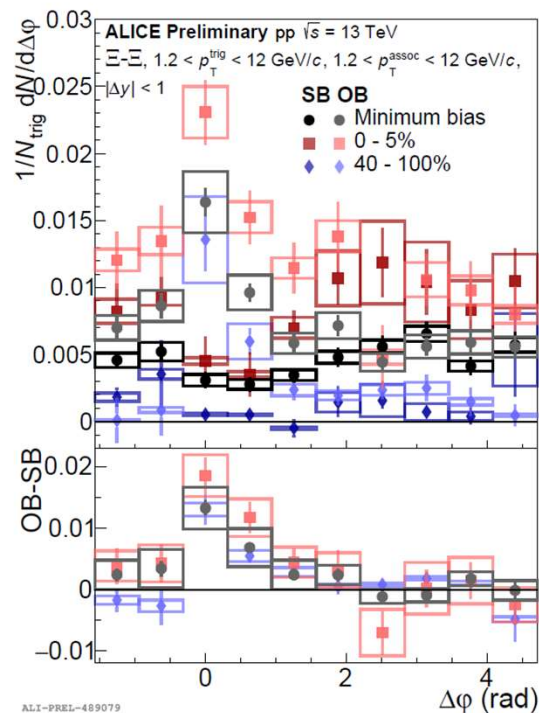 ALICE Preliminary pp √s = 13 TeV
Ξ-Ξ, 1.2 < p_T^trig < 12 GeV/c, 1.2 < p_T^assoc < 12 GeV/c,
|Δy| < 1
SB OB
Minimum bias
0 - 5%
40 - 100%
1/N_trig dN/dΔφ
0.03
0.025
0.02
0.015
0.01
0.005
0
OB-SB
0.02
0.01
0
−0.01
0 2 4
Δφ (rad)
ALI-PREL-489079